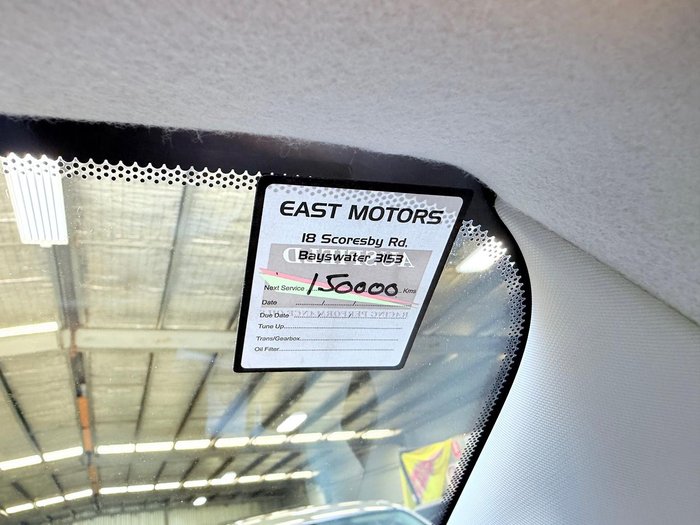 EAST MOTORS
18 Scoresby Rd,
Bayswater 3153
Next Service 150000 Kms
Date / /
Due Date
Tune Up
Trans/Gearbox
Oil Filter